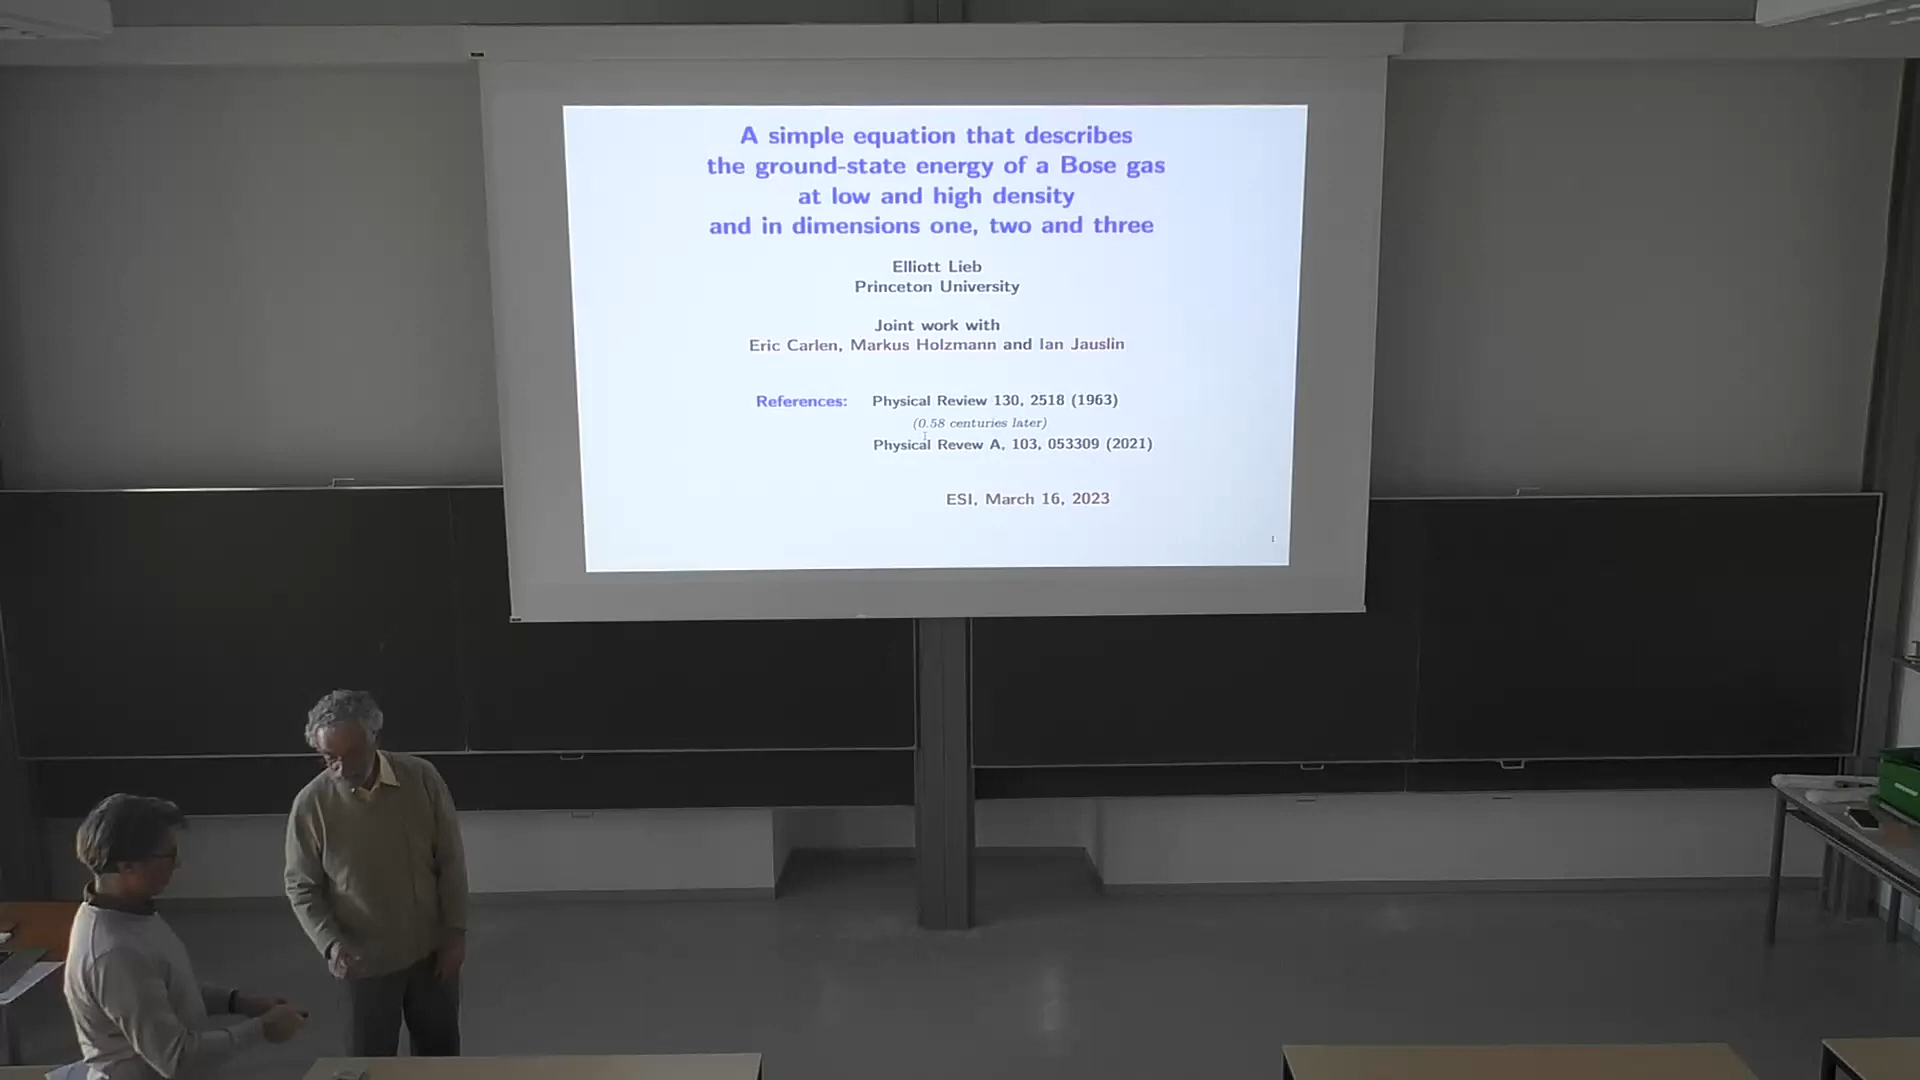 A simple equation that describes
the ground-state energy of a Bose gas
at low and high density
and in dimensions one, two and three
Elliott Lieb
Princeton University
Joint work with
Eric Carlen, Markus Holzmann and Ian Jauslin
References: Physical Review 130, 2518 (1963)
(0.58 centuries later)
Physical Revew A, 103, 053309 (2021)
ESI, March 16, 2023
1